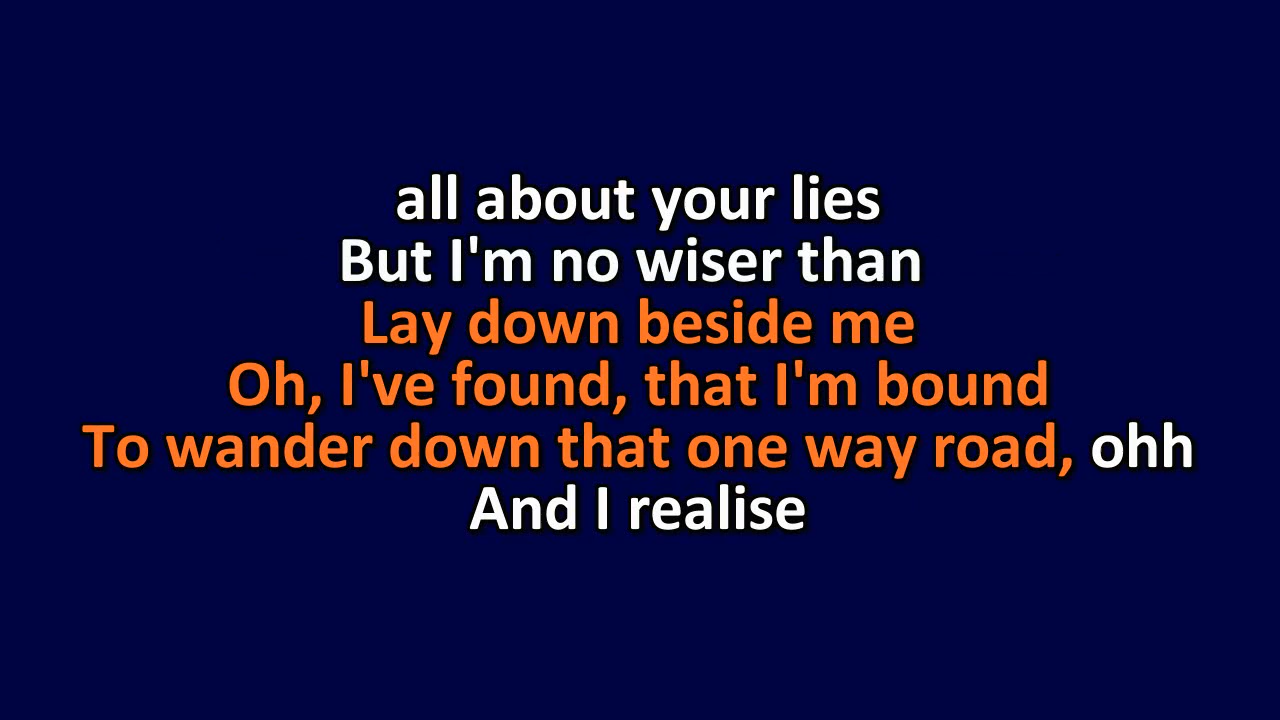 all about your lies
But I'm no wiser than
Lay down beside me
Oh, I've found, that I'm bound
To wander down that one way road, ohh
And I realise